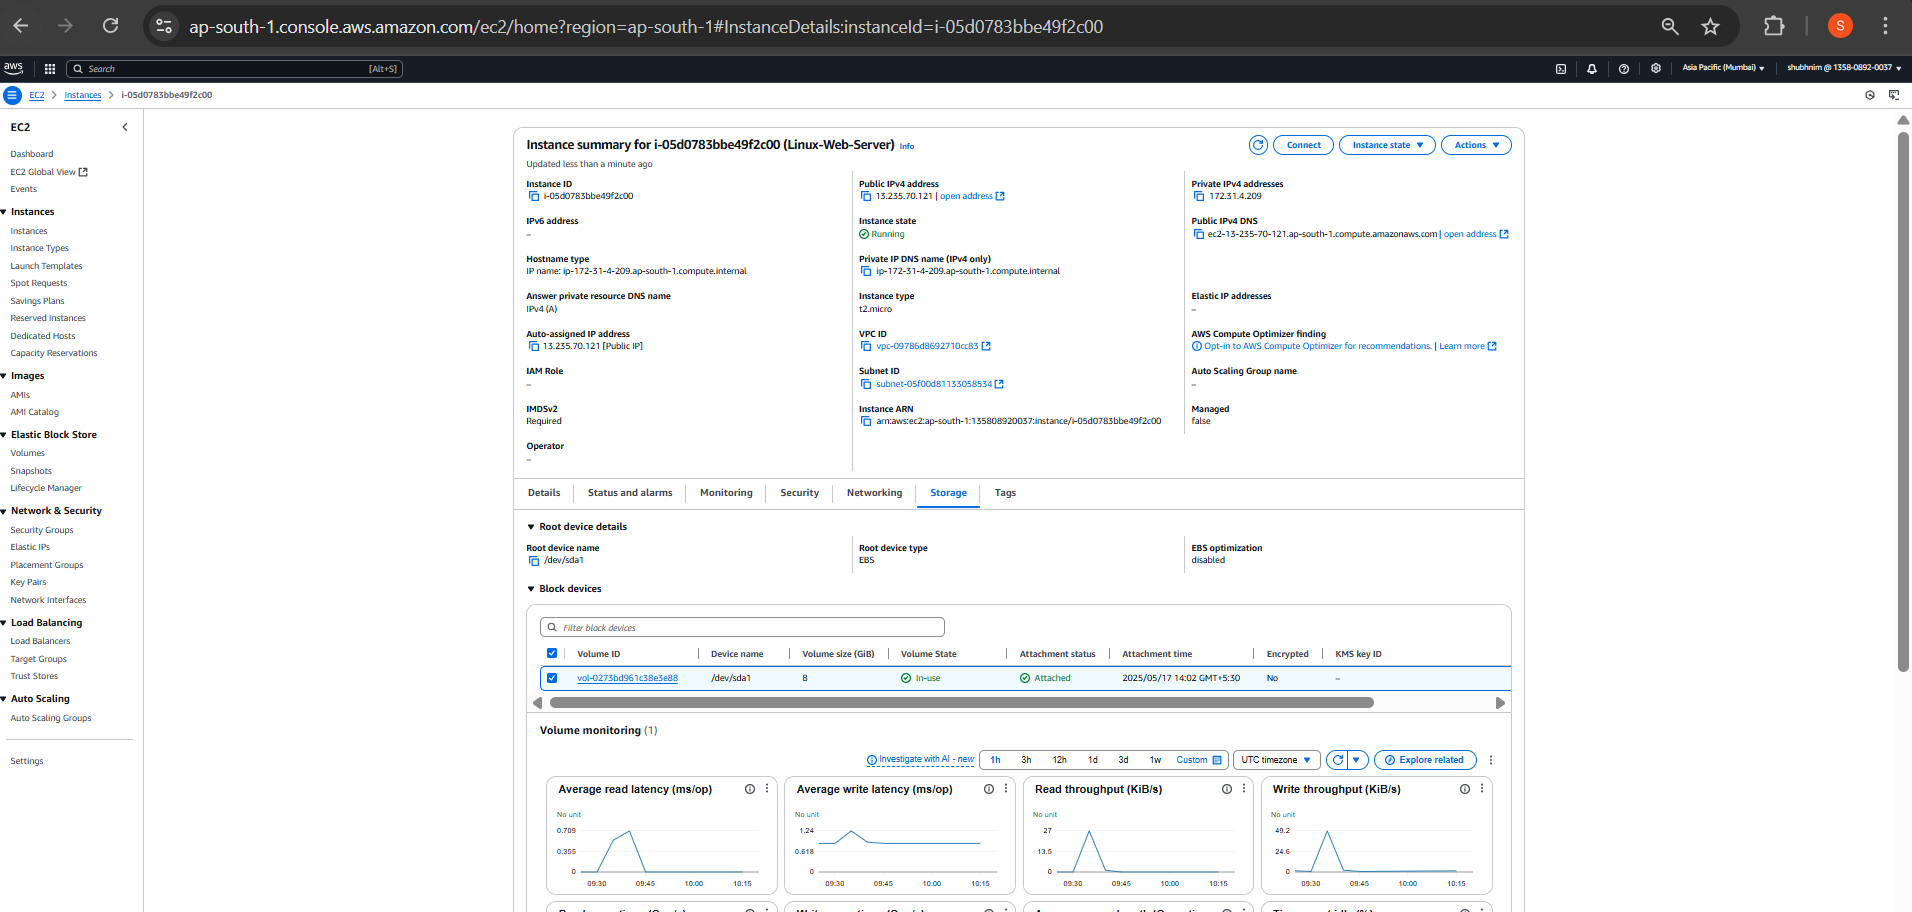 ap-south-1.console.aws.amazon.com/ec2/home?region=ap-south-1#InstanceDetails:instanceId=i-05d0783bbe49f2c00
S
aws
Search
[Alt+S]
Asia Pacific (Mumbai)
shubhnim @ 1358-0892-0037
EC2
Instances
i-05d0783bbe49f2c00
EC2
Dashboard
EC2 Global View
Events
Instances
Instances
Instance Types
Launch Templates
Spot Requests
Savings Plans
Reserved Instances
Dedicated Hosts
Capacity Reservations
Images
AMIs
AMI Catalog
Elastic Block Store
Volumes
Snapshots
Lifecycle Manager
Network & Security
Security Groups
Elastic IPs
Placement Groups
Key Pairs
Network Interfaces
Load Balancing
Load Balancers
Target Groups
Trust Stores
Auto Scaling
Auto Scaling Groups
Settings
Instance summary for i-05d0783bbe49f2c00 (Linux-Web-Server) Info
Updated less than a minute ago
Connect
Instance state
Actions
Instance ID
i-05d0783bbe49f2c00
Public IPv4 address
13.235.70.121 | open address
Private IPv4 addresses
172.31.4.209
IPv6 address
–
Instance state
Running
Public IPv4 DNS
ec2-13-235-70-121.ap-south-1.compute.amazonaws.com | open address
Hostname type
IP name: ip-172-31-4-209.ap-south-1.compute.internal
Private IP DNS name (IPv4 only)
ip-172-31-4-209.ap-south-1.compute.internal
Answer private resource DNS name
IPv4 (A)
Instance type
t2.micro
Elastic IP addresses
–
Auto-assigned IP address
13.235.70.121 [Public IP]
VPC ID
vpc-09786d8692710cc83
AWS Compute Optimizer finding
Opt-in to AWS Compute Optimizer for recommendations. | Learn more
IAM Role
–
Subnet ID
subnet-05f00d81133058534
Auto Scaling Group name
–
IMDSv2
Required
Instance ARN
arn:aws:ec2:ap-south-1:135808920037:instance/i-05d0783bbe49f2c00
Managed
false
Operator
–
Details
Status and alarms
Monitoring
Security
Networking
Storage
Tags
Root device details
Root device name
/dev/sda1
Root device type
EBS
EBS optimization
disabled
Block devices
Filter block devices
Volume ID
Device name
Volume size (GiB)
Volume State
Attachment status
Attachment time
Encrypted
KMS key ID
vol-0273bd961c38e3e88
/dev/sda1
8
In-use
Attached
2025/05/17 14:02 GMT+5:30
No
–
Volume monitoring (1)
Investigate with AI - new
1h
3h
12h
1d
3d
1w
Custom
UTC timezone
Explore related
Average read latency (ms/op)
No unit
0.709
0.355
0
09:30
09:45
10:00
10:15
Average write latency (ms/op)
No unit
1.24
0.618
0
09:30
09:45
10:00
10:15
Read throughput (KiB/s)
No unit
27
13.5
0
09:30
09:45
10:00
10:15
Write throughput (KiB/s)
No unit
49.2
24.6
0
09:30
09:45
10:00
10:15